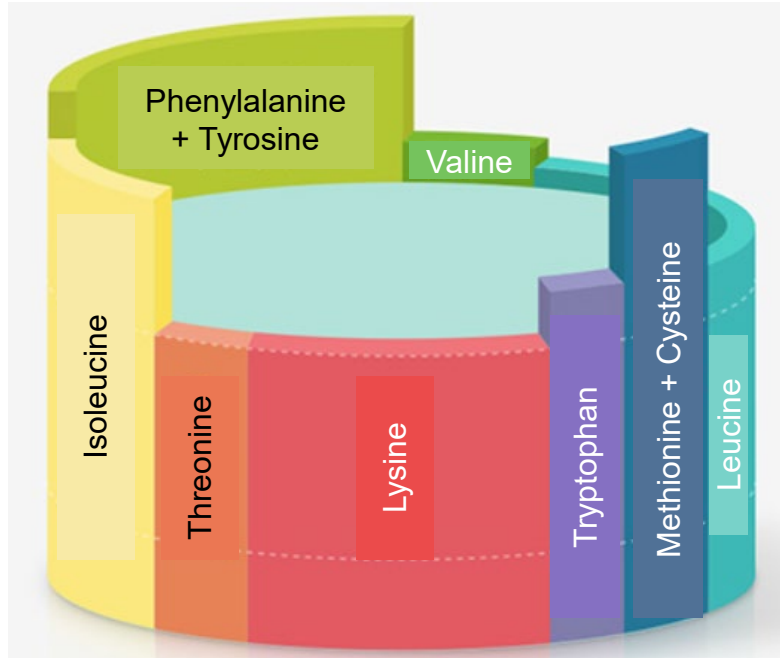 Phenylalanine
+ Tyrosine
Valine
Isoleucine
Threonine
Lysine
Tryptophan
Methionine + Cysteine
Leucine